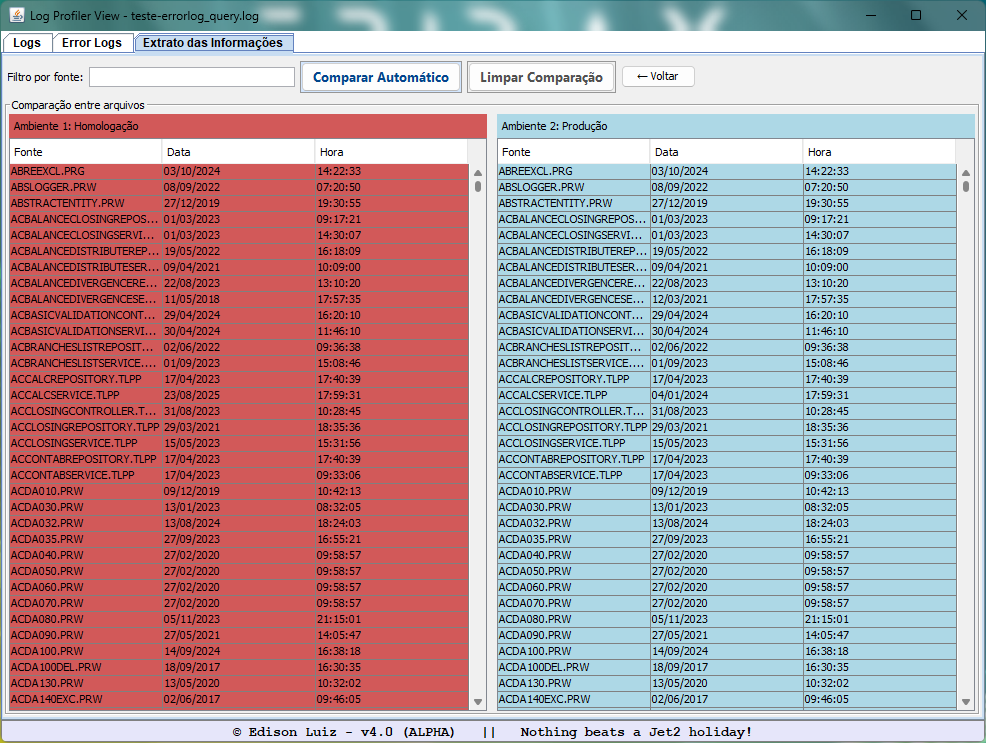 Log Profiler View - teste-errorlog_query.log
Logs Error Logs Extrato das Informações
Filtro por fonte: Comparar Automático Limpar Comparação ← Voltar
Comparação entre arquivos
Ambiente 1: Homologação
Fonte Data Hora
ABREEXCL.PRG 03/10/2024 14:22:33
ABSLOGGER.PRW 08/09/2022 07:20:50
ABSTRACTENTITY.PRW 27/12/2019 19:30:55
ACBALANCECLOSINGREPOS... 01/03/2023 09:17:21
ACBALANCECLOSINGSERVI... 01/03/2023 14:30:07
ACBALANCEDISTRIBUTEREP... 19/05/2022 16:18:09
ACBALANCEDISTRIBUTESER... 09/04/2021 10:09:00
ACBALANCEDIVERGENCERE... 22/08/2023 13:10:20
ACBALANCEDIVERGENCESE... 11/05/2018 17:57:35
ACBASICVALIDATIONCONT... 29/04/2024 16:20:10
ACBASICVALIDATIONSERVI... 30/04/2024 11:46:10
ACBRANCHESLISTREPOSIT... 02/06/2022 09:36:38
ACBRANCHESLISTSERVICE.... 01/09/2023 15:08:46
ACCALCREPOSITORY.TLPP 17/04/2023 17:40:39
ACCALCSERVICE.TLPP 23/08/2025 17:59:31
ACCLOSINGCONTROLLER.T... 31/08/2023 10:28:45
ACCLOSINGREPOSITORY.TLPP 29/03/2021 18:35:36
ACCLOSINGSERVICE.TLPP 15/05/2023 15:31:56
ACCONTABREPOSITORY.TLPP 17/04/2023 17:40:39
ACCONTABSERVICE.TLPP 17/04/2023 09:33:06
ACDA010.PRW 09/12/2019 10:42:13
ACDA030.PRW 13/01/2023 08:32:05
ACDA032.PRW 13/08/2024 18:24:03
ACDA035.PRW 27/09/2023 16:55:21
ACDA040.PRW 27/02/2020 09:58:57
ACDA050.PRW 27/02/2020 09:58:57
ACDA060.PRW 27/02/2020 09:58:57
ACDA070.PRW 27/02/2020 09:58:57
ACDA080.PRW 05/11/2023 21:15:01
ACDA090.PRW 27/05/2021 14:05:47
ACDA100.PRW 14/09/2024 16:38:18
ACDA100DEL.PRW 18/09/2017 16:30:35
ACDA130.PRW 13/05/2020 10:32:02
ACDA140EXC.PRW 02/06/2017 09:46:05
Ambiente 2: Produção
Fonte Data Hora
ABREEXCL.PRG 03/10/2024 14:22:33
ABSLOGGER.PRW 08/09/2022 07:20:50
ABSTRACTENTITY.PRW 27/12/2019 19:30:55
ACBALANCECLOSINGREPOS... 01/03/2023 09:17:21
ACBALANCECLOSINGSERVI... 01/03/2023 14:30:07
ACBALANCEDISTRIBUTEREP... 19/05/2022 16:18:09
ACBALANCEDISTRIBUTESER... 09/04/2021 10:09:00
ACBALANCEDIVERGENCERE... 22/08/2023 13:10:20
ACBALANCEDIVERGENCESE... 12/03/2021 17:57:35
ACBASICVALIDATIONCONT... 29/04/2024 16:20:10
ACBASICVALIDATIONSERVI... 30/04/2024 11:46:10
ACBRANCHESLISTREPOSIT... 02/06/2022 09:36:38
ACBRANCHESLISTSERVICE.... 01/09/2023 15:08:46
ACCALCREPOSITORY.TLPP 17/04/2023 17:40:39
ACCALCSERVICE.TLPP 04/01/2024 17:59:31
ACCLOSINGCONTROLLER.T... 31/08/2023 10:28:45
ACCLOSINGREPOSITORY.TLPP 29/03/2021 18:35:36
ACCLOSINGSERVICE.TLPP 15/05/2023 15:31:56
ACCONTABREPOSITORY.TLPP 17/04/2023 17:40:39
ACCONTABSERVICE.TLPP 17/04/2023 09:33:06
ACDA010.PRW 09/12/2019 10:42:13
ACDA030.PRW 13/01/2023 08:32:05
ACDA032.PRW 13/08/2024 18:24:03
ACDA035.PRW 27/09/2023 16:55:21
ACDA040.PRW 27/02/2020 09:58:57
ACDA050.PRW 27/02/2020 09:58:57
ACDA060.PRW 27/02/2020 09:58:57
ACDA070.PRW 27/02/2020 09:58:57
ACDA080.PRW 05/11/2023 21:15:01
ACDA090.PRW 27/05/2021 14:05:47
ACDA100.PRW 14/09/2024 16:38:18
ACDA100DEL.PRW 18/09/2017 16:30:35
ACDA130.PRW 13/05/2020 10:32:02
ACDA140EXC.PRW 02/06/2017 09:46:05
© Edison Luiz - v4.0 (ALPHA) || Nothing beats a Jet2 holiday!